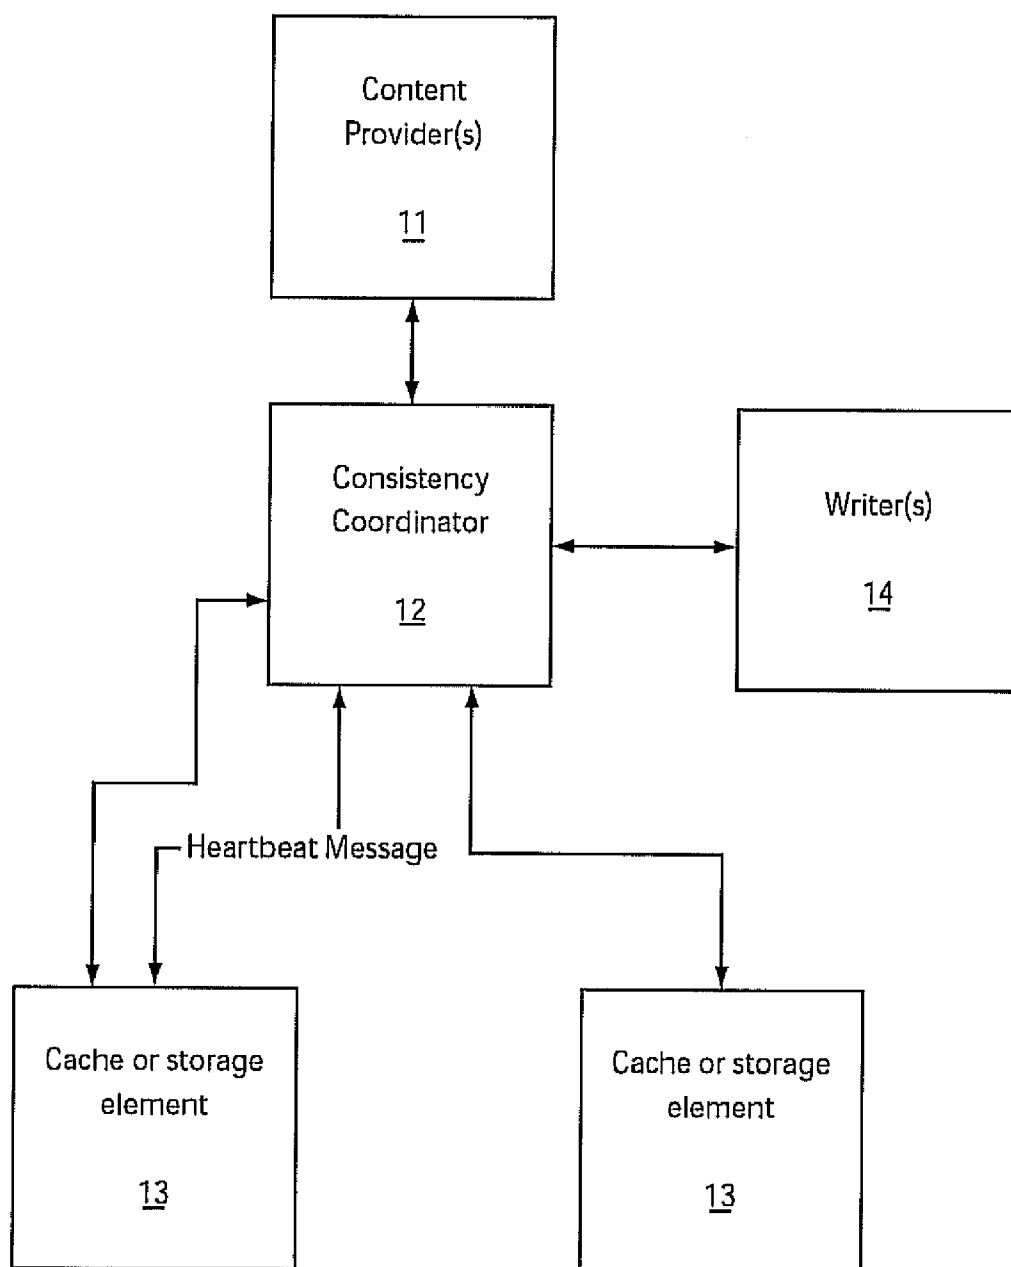 Content
Provider(s)
11
Consistency
Coordinator
12
Writer(s)
14
Heartbeat Message
Cache or storage
element
13
Cache or storage
element
13